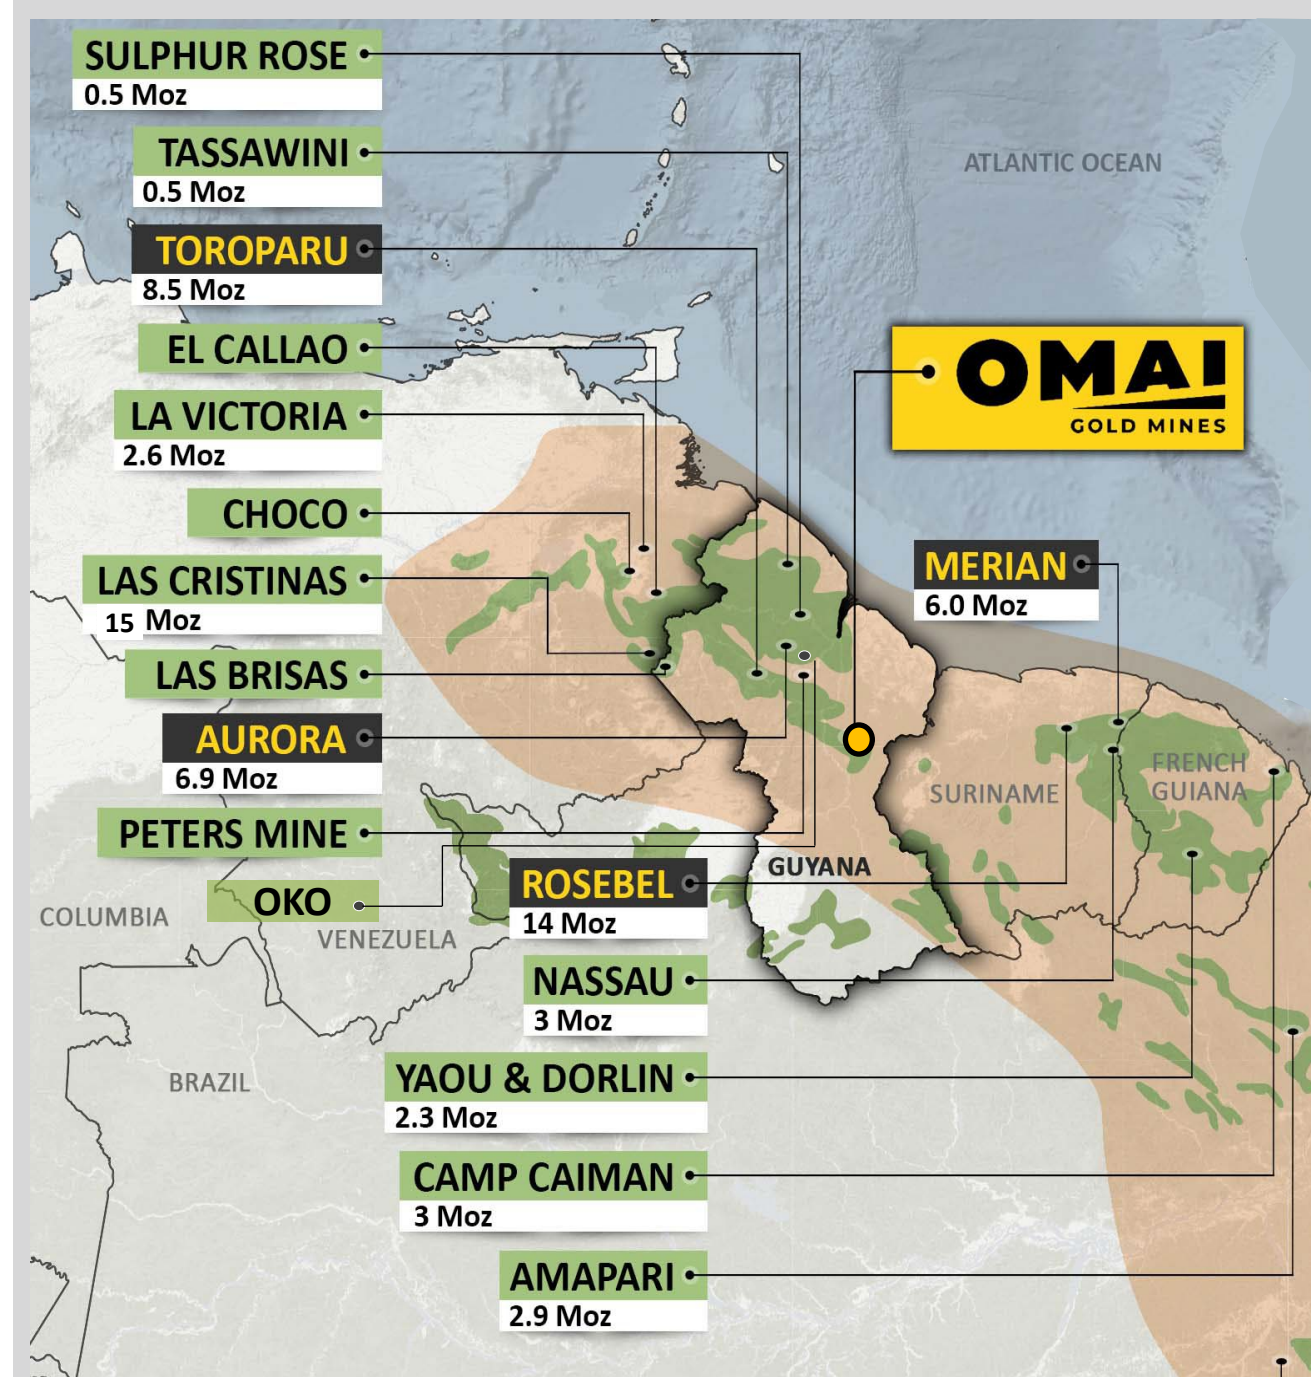 SULPHUR ROSE
0.5 Moz
TASSAWINI
0.5 Moz
TOROPARU
8.5 Moz
EL CALLAO
LA VICTORIA
2.6 Moz
CHOCO
LAS CRISTINAS
15 Moz
LAS BRISAS
AURORA
6.9 Moz
PETERS MINE
OKO
ATLANTIC OCEAN
OMAI
GOLD MINES
MERIAN
6.0 Moz
FRENCH
GUIANA
SURINAME
GUYANA
COLUMBIA
VENEZUELA
BRAZIL
ROSEBEL
14 Moz
NASSAU
3 Moz
YAOU & DORLIN
2.3 Moz
CAMP CAIMAN
3 Moz
AMAPARI
2.9 Moz